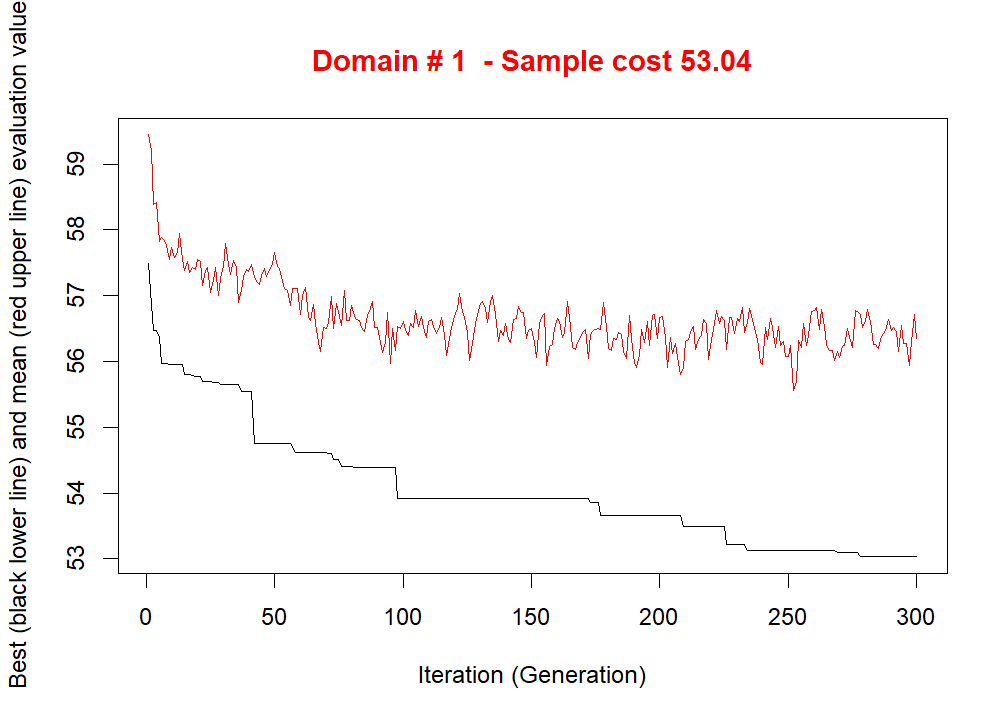 Domain # 1  - Sample cost 53.04
Best (black lower line) and mean (red upper line) evaluation value
59
58
57
56
55
54
53
0 50 100 150 200 250 300
Iteration (Generation)